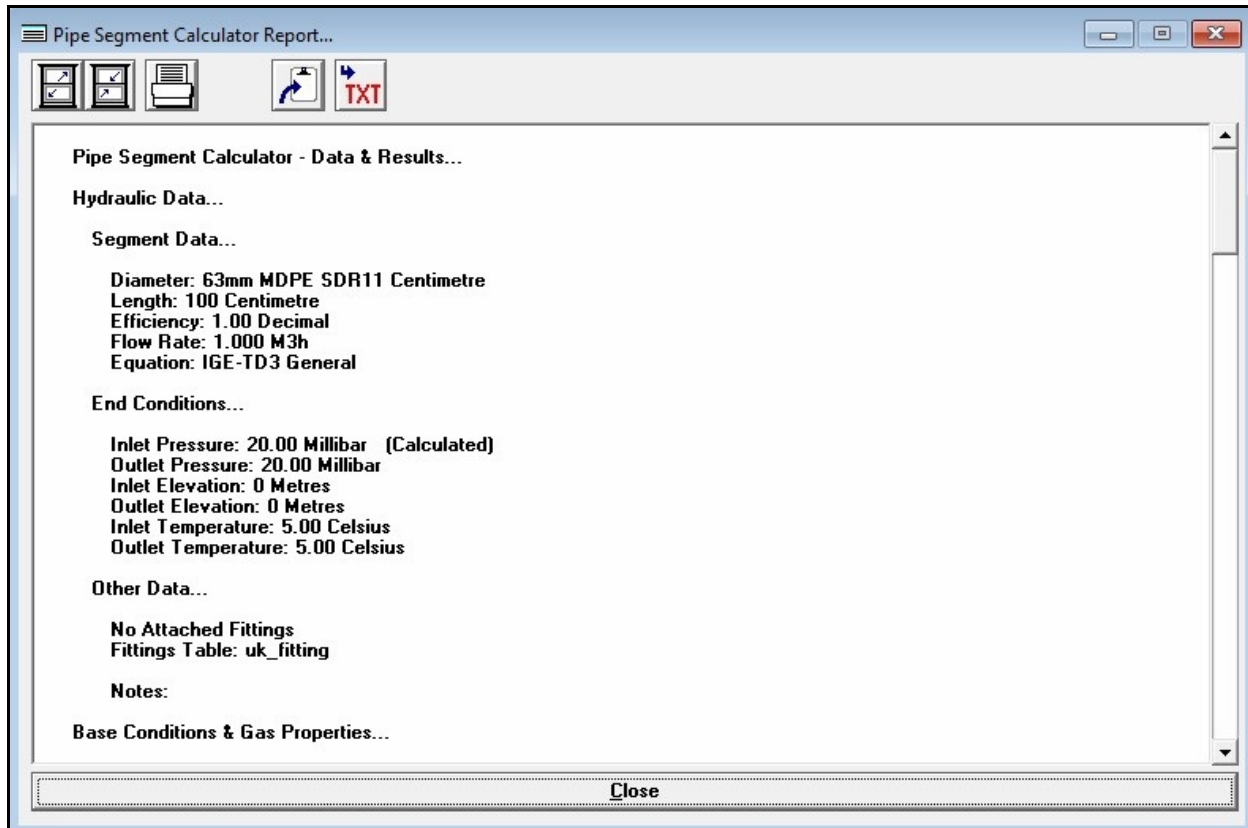 Pipe Segment Calculator Report...
TXT
Pipe Segment Calculator - Data & Results...
Hydraulic Data...
Segment Data...
Diameter: 63mm MDPE SDR11 Centimetre
Length: 100 Centimetre
Efficiency: 1.00 Decimal
Flow Rate: 1.000 M3h
Equation: IGE-TD3 General
End Conditions...
Inlet Pressure: 20.00 Millibar (Calculated)
Outlet Pressure: 20.00 Millibar
Inlet Elevation: 0 Metres
Outlet Elevation: 0 Metres
Inlet Temperature: 5.00 Celsius
Outlet Temperature: 5.00 Celsius
Other Data...
No Attached Fittings
Fittings Table: uk_fitting
Notes:
Base Conditions & Gas Properties...
Close